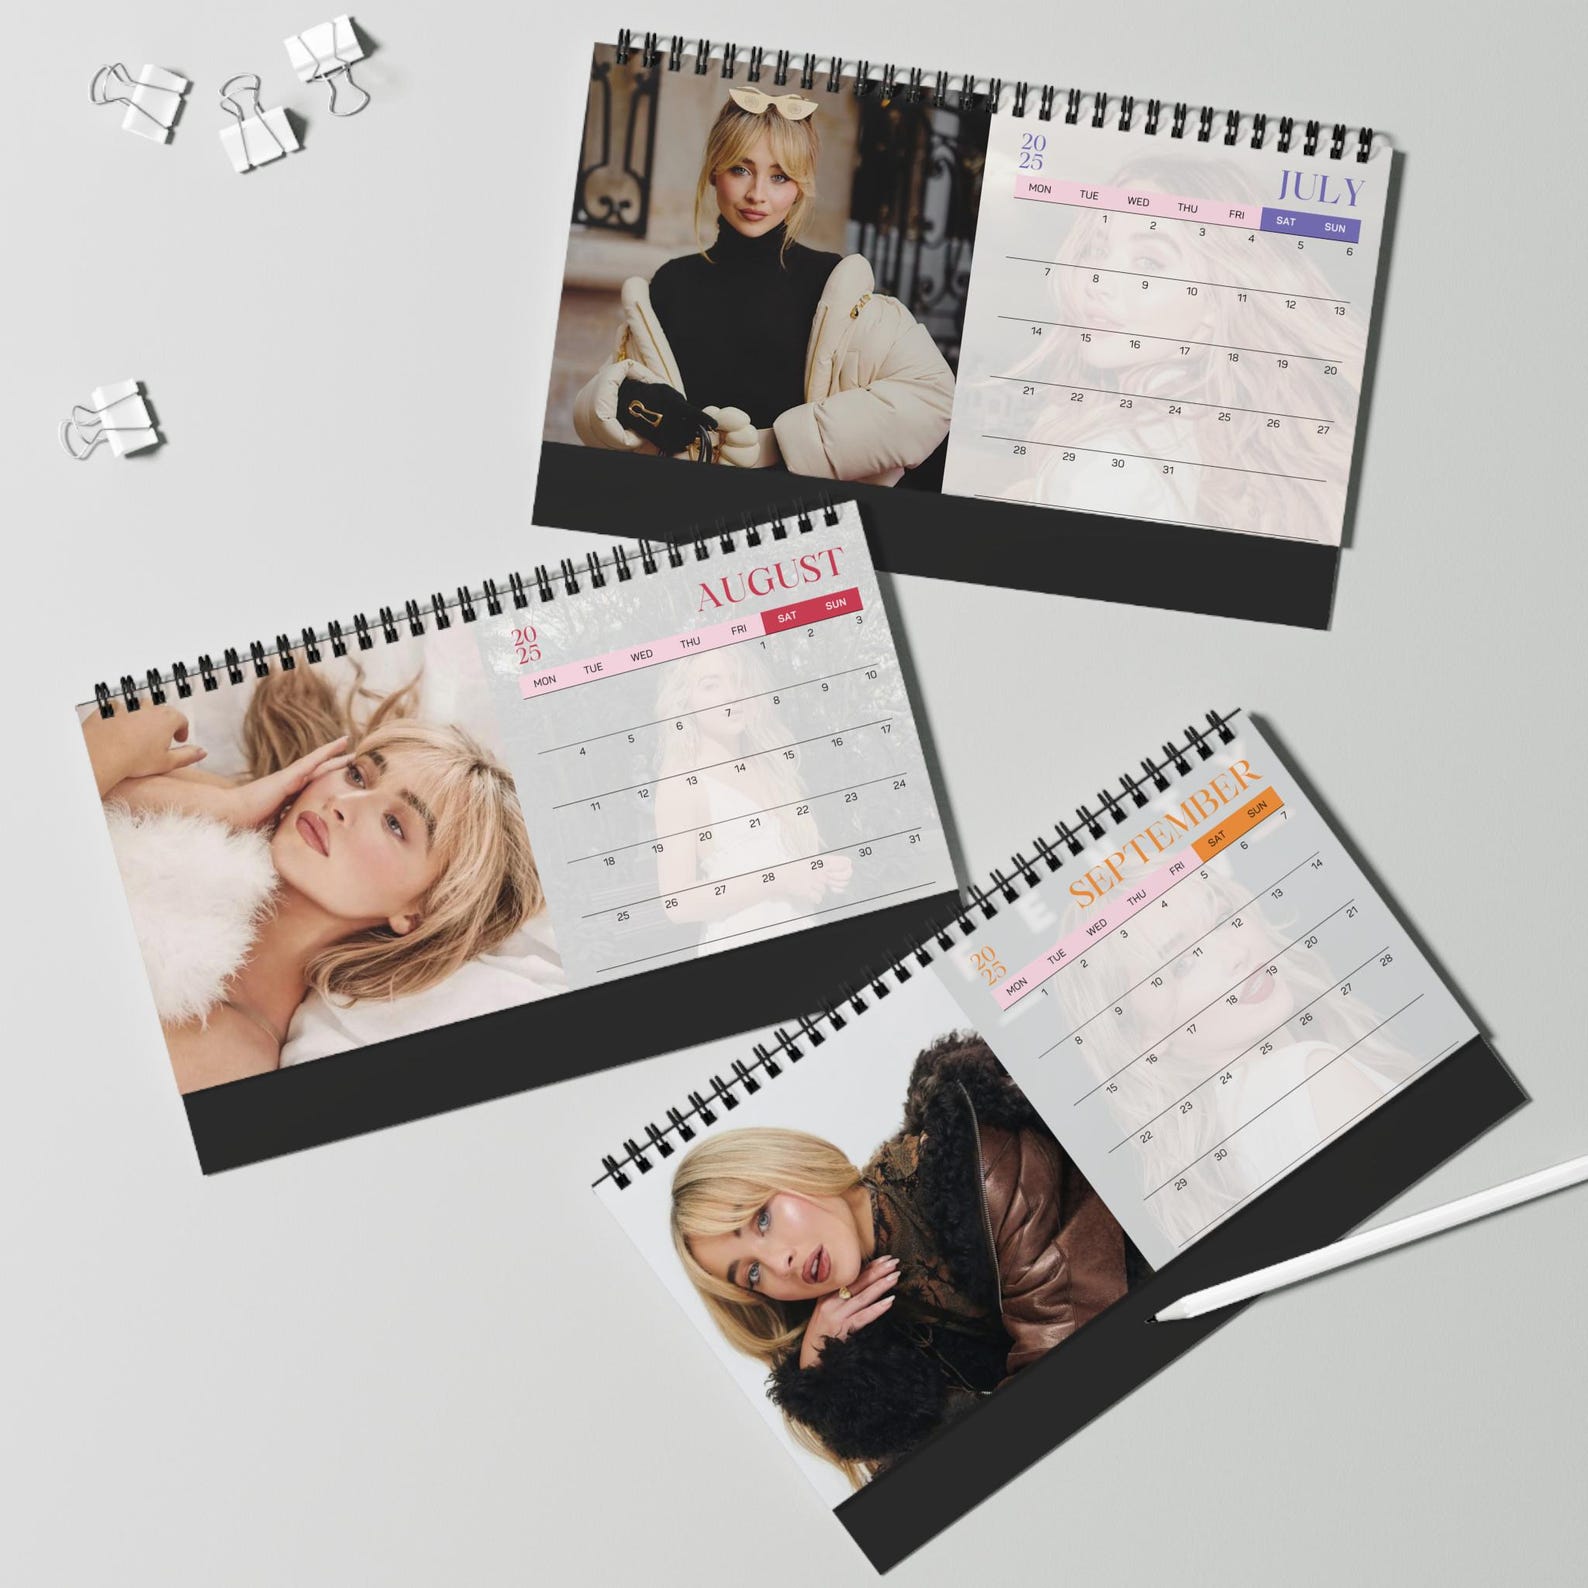 20
25
JULY
MON TUE WED THU FRI SAT SUN
1 2 3 4 5 6
7 8 9 10 11 12 13
14 15 16 17 18 19 20
21 22 23 24 25 26 27
28 29 30 31
AUGUST
20
25
MON TUE WED THU FRI SAT SUN
1 2 3
4 5 6 7 8 9 10
11 12 13 14 15 16 17
18 19 20 21 22 23 24
25 26 27 28 29 30 31
SEPTEMBER
20
25
MON TUE WED THU FRI SAT SUN
1 2 3 4 5 6 7
8 9 10 11 12 13 14
15 16 17 18 19 20 21
22 23 24 25 26 27 28
29 30